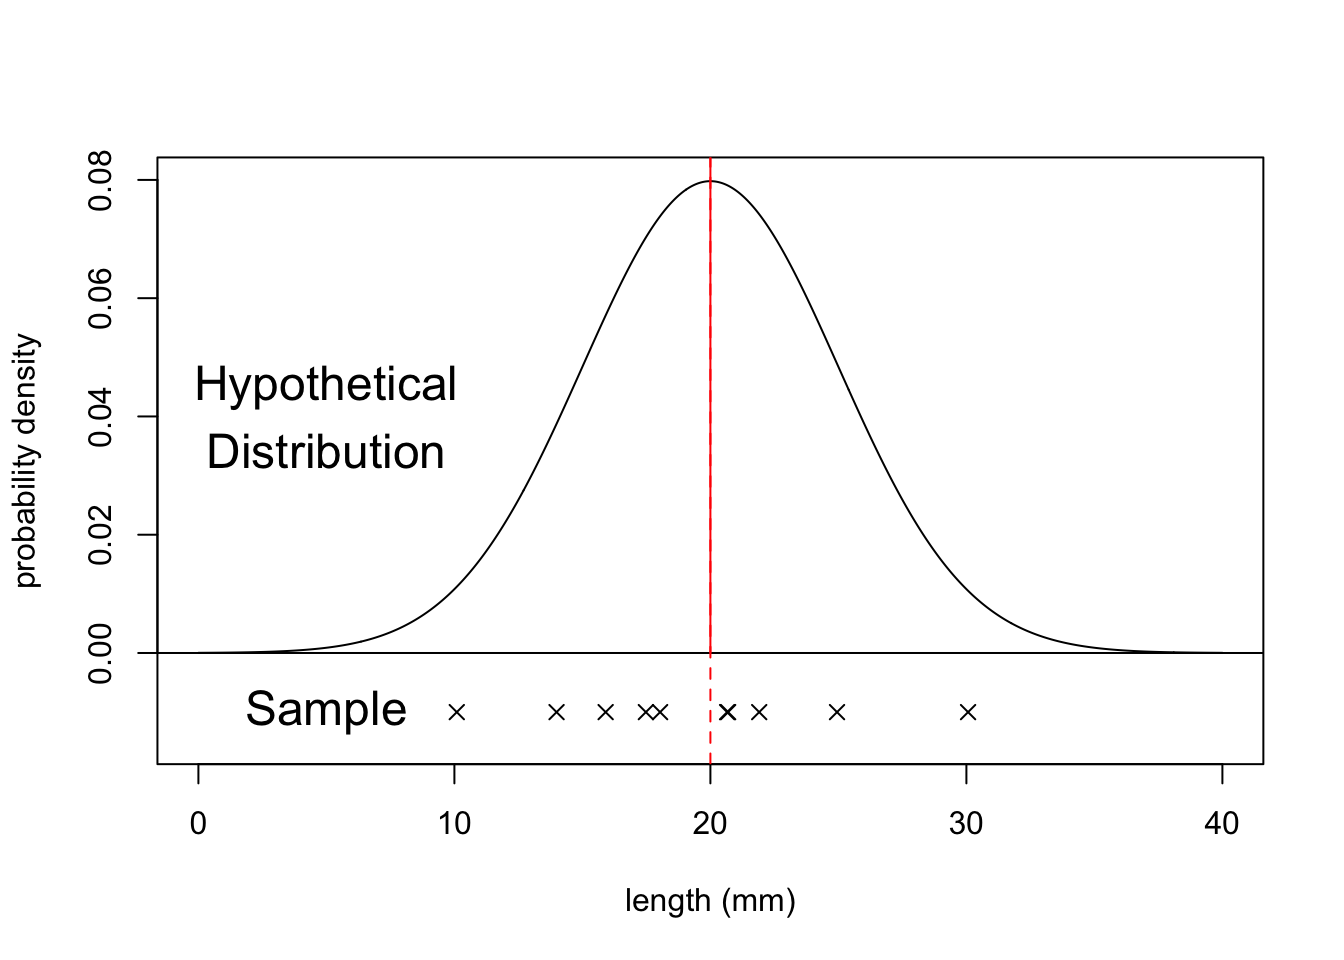 0.08
0.06
0.04
0.02
0.00
probability density
Hypothetical
Distribution
Sample
0 10 20 30 40
length (mm)